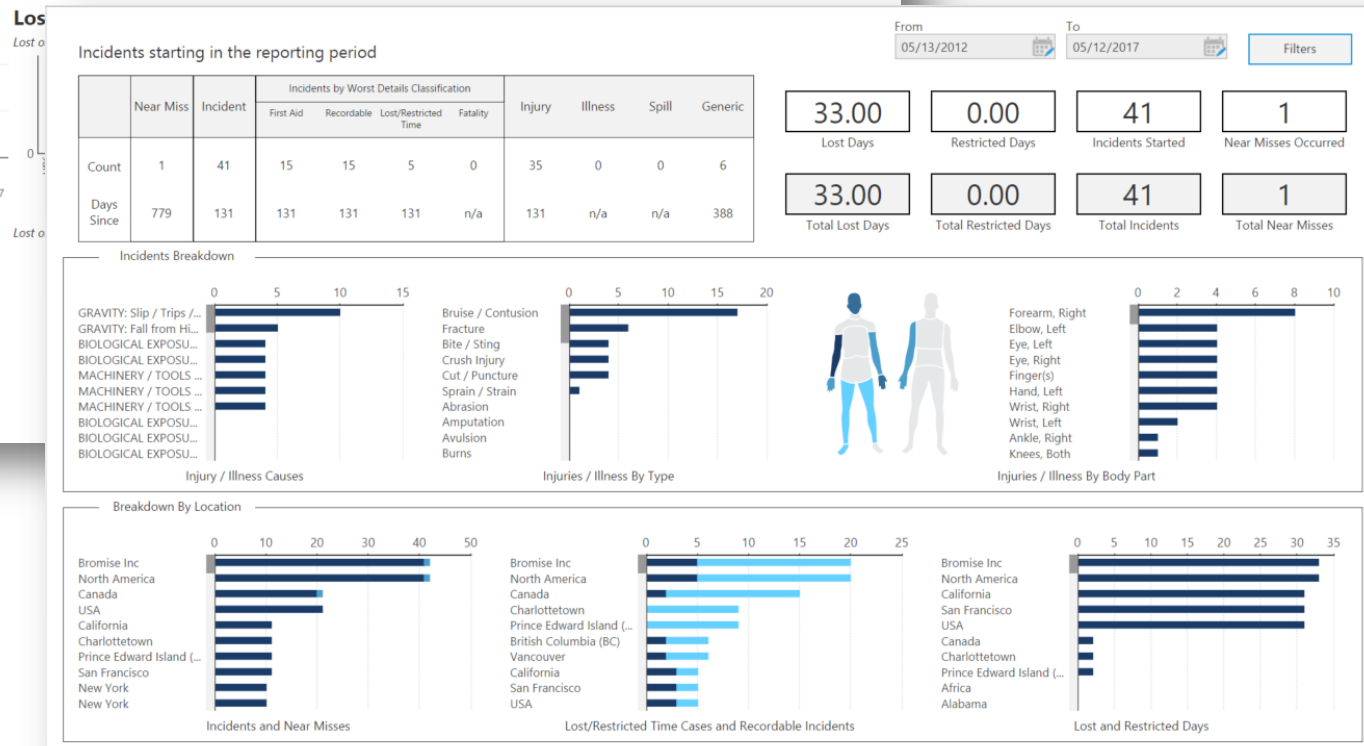 Los
Lost o
0
7
Lost o
Incidents starting in the reporting period
From
05/13/2012
To
05/12/2017
Filters
Near Miss Incident Incidents by Worst Details Classification Injury Illness Spill Generic
First Aid Recordable Lost/Restricted Time Fatality
Count 1 41 15 15 5 0 35 0 0 6
Days Since 779 131 131 131 131 n/a 131 n/a n/a 388
33.00 0.00 41 1
Lost Days Restricted Days Incidents Started Near Misses Occurred
33.00 0.00 41 1
Total Lost Days Total Restricted Days Total Incidents Total Near Misses
Incidents Breakdown
0 5 10 15
GRAVITY: Slip / Trips /...
GRAVITY: Fall from Hi...
BIOLOGICAL EXPOSU...
BIOLOGICAL EXPOSU...
MACHINERY / TOOLS ...
MACHINERY / TOOLS ...
MACHINERY / TOOLS ...
BIOLOGICAL EXPOSU...
BIOLOGICAL EXPOSU...
BIOLOGICAL EXPOSU...
Injury / Illness Causes
0 5 10 15 20
Bruise / Contusion
Fracture
Bite / Sting
Crush Injury
Cut / Puncture
Sprain / Strain
Abrasion
Amputation
Avulsion
Burns
Injuries / Illness By Type
0 2 4 6 8 10
Forearm, Right
Elbow, Left
Eye, Left
Eye, Right
Finger(s)
Hand, Left
Wrist, Right
Wrist, Left
Ankle, Right
Knees, Both
Injuries / Illness By Body Part
Breakdown By Location
0 10 20 30 40 50
Bromise Inc
North America
Canada
USA
California
Charlottetown
Prince Edward Island (...
San Francisco
New York
New York
Incidents and Near Misses
0 5 10 15 20 25
Bromise Inc
North America
Canada
Charlottetown
Prince Edward Island (...
British Columbia (BC)
Vancouver
California
San Francisco
USA
Lost/Restricted Time Cases and Recordable Incidents
0 5 10 15 20 25 30 35
Bromise Inc
North America
California
San Francisco
USA
Canada
Charlottetown
Prince Edward Island (...
Africa
Alabama
Lost and Restricted Days